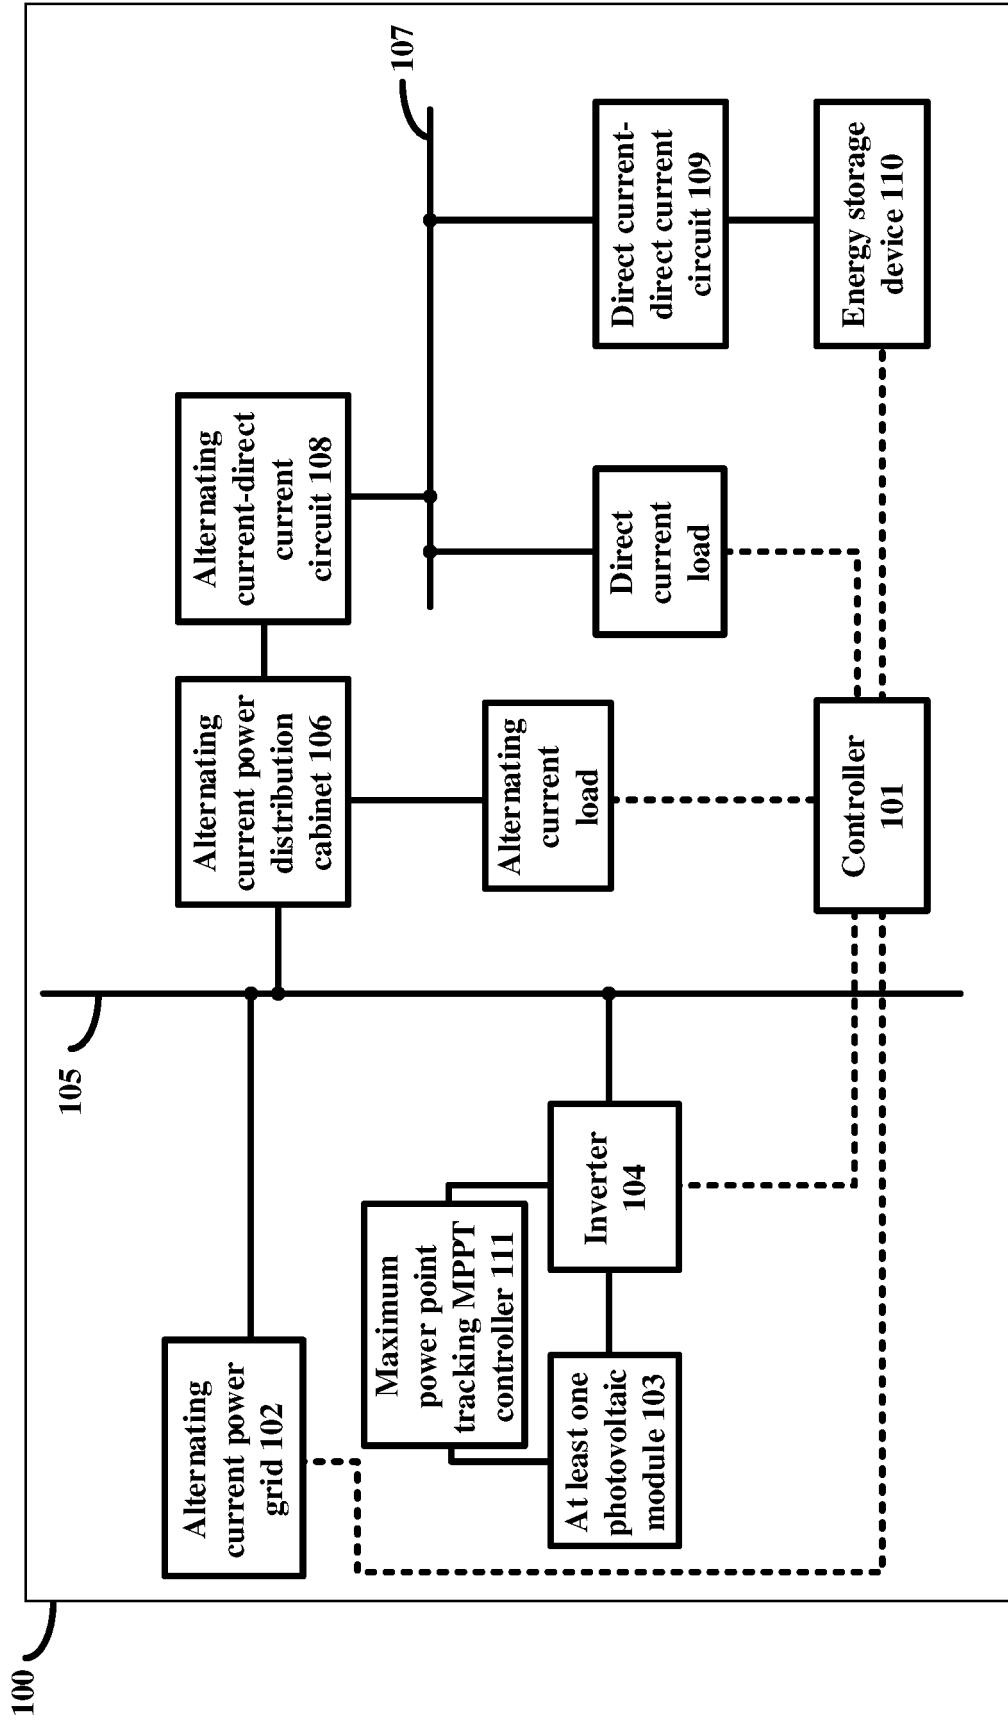 100
105
107
Alternating
current power
grid 102
Alternating
current power
distribution
cabinet 106
Alternating
current-direct
current
circuit 108
Maximum
power point
tracking MPPT
controller 111
At least one
photovoltaic
module 103
Inverter
104
Alternating
current
load
Direct
current
load
Direct current-
direct current
circuit 109
Controller
101
Energy storage
device 110